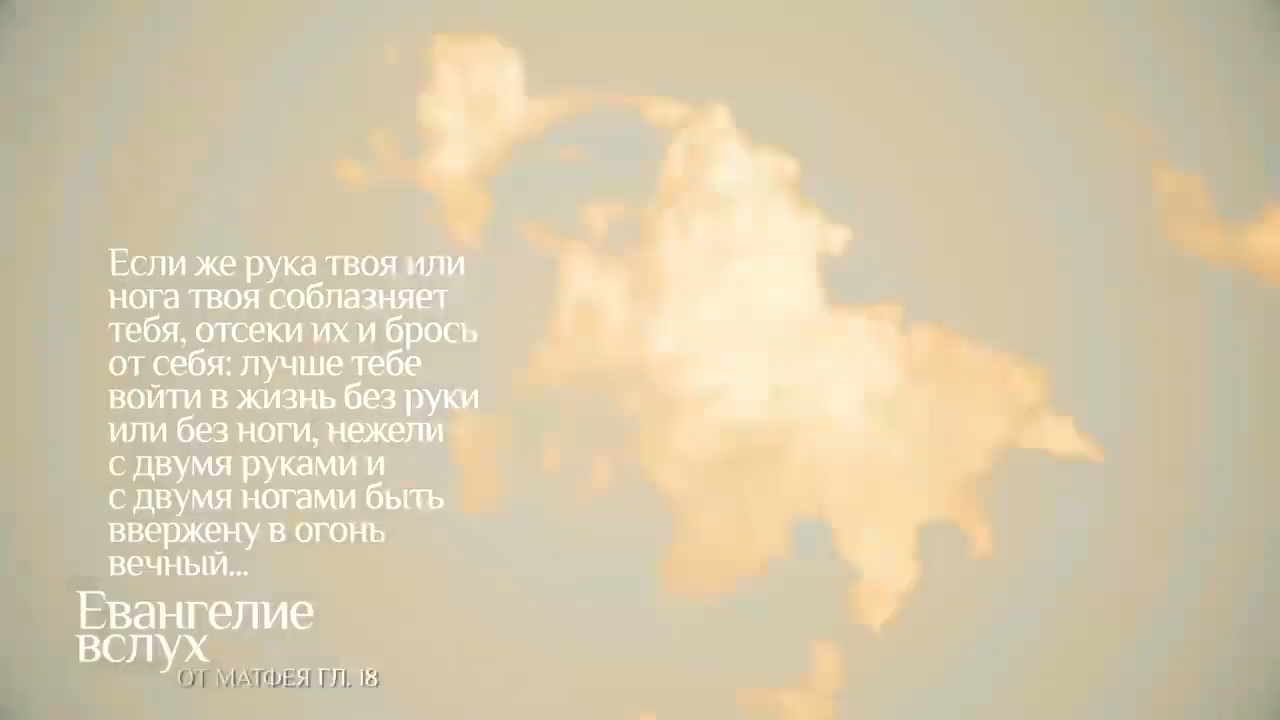 Если же рука твоя или
нога твоя соблазняет
тебя, отсеки их и брось
от себя: лучше тебе
войти в жизнь без руки
или без ноги, нежели
с двумя руками и
с двумя ногами быть
ввержену в огонь
вечный...
Евангелие
вслух
ОТ МАТФЕЯ ГЛ. 18